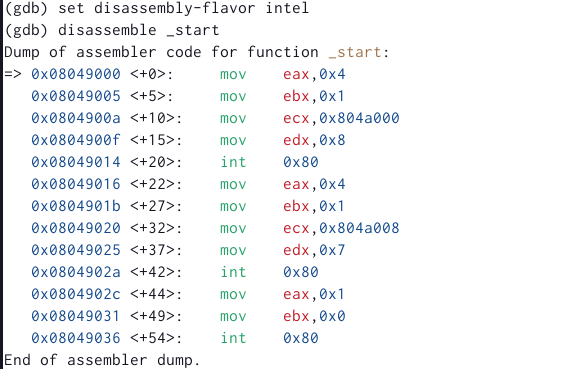 (gdb) set disassembly-flavor intel
(gdb) disassemble _start
Dump of assembler code for function _start:
=> 0x08049000 <+0>:     mov    eax,0x4
   0x08049005 <+5>:     mov    ebx,0x1
   0x0804900a <+10>:    mov    ecx,0x804a000
   0x0804900f <+15>:    mov    edx,0x8
   0x08049014 <+20>:    int    0x80
   0x08049016 <+22>:    mov    eax,0x4
   0x0804901b <+27>:    mov    ebx,0x1
   0x08049020 <+32>:    mov    ecx,0x804a008
   0x08049025 <+37>:    mov    edx,0x7
   0x0804902a <+42>:    int    0x80
   0x0804902c <+44>:    mov    eax,0x1
   0x08049031 <+49>:    mov    ebx,0x0
   0x08049036 <+54>:    int    0x80
End of assembler dump.